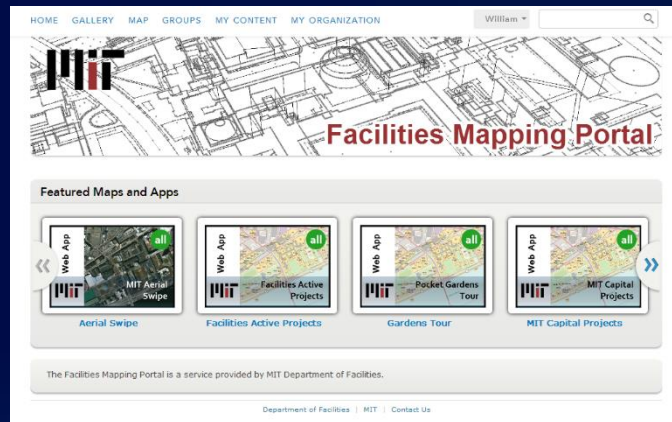 HOME GALLERY MAP GROUPS MY CONTENT MY ORGANIZATION William
MIT
Facilities Mapping Portal
Featured Maps and Apps
Web App all MIT Aerial Swipe
Web App all Facilities Active Projects
Web App all Pocket Gardens Tour
Web App all MIT Capital Projects
Aerial Swipe Facilities Active Projects Gardens Tour MIT Capital Projects
The Facilities Mapping Portal is a service provided by MIT Department of Facilities.
Department of Facilities | MIT | Contact Us